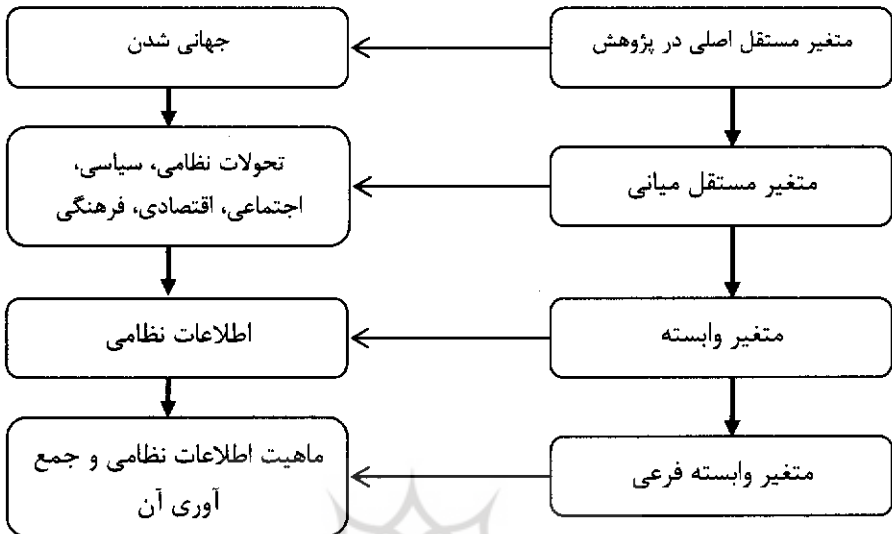 متغیر مستقل اصلی در پژوهش
جهانی شدن
متغیر مستقل میانی
تحولات نظامی، سیاسی،
اجتماعی، اقتصادی، فرهنگی
متغیر وابسته
اطلاعات نظامی
متغیر وابسته فرعی
ماهیت اطلاعات نظامی و جمع
آوری آن